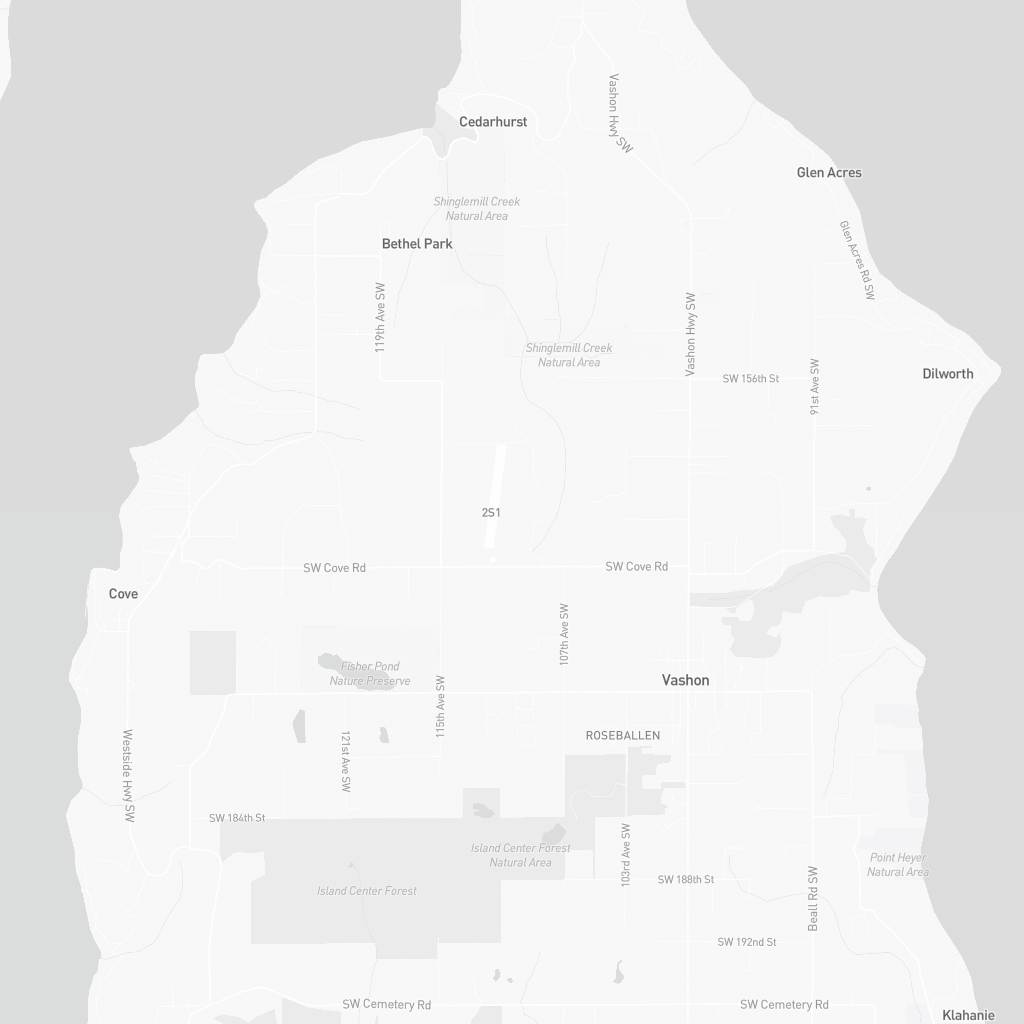 Vashon Hwy SW
Cedarhurst
Glen Acres
Shinglemill Creek
Natural Area
Bethel Park
Glen Acres Rd SW
119th Ave SW
Vashon Hwy SW
Shinglemill Creek
Natural Area
91st Ave SW
SW 156th St
Dilworth
2S1
SW Cove Rd
SW Cove Rd
Cove
107th Ave SW
Fisher Pond
Nature Preserve
115th Ave SW
Vashon
Westside Hwy SW
121st Ave SW
ROSEBALLEN
SW 184th St
Island Center Forest
Natural Area
103rd Ave SW
Point Heyer
Natural Area
Island Center Forest
SW 188th St
Beall Rd SW
SW 192nd St
SW Cemetery Rd
SW Cemetery Rd
Klahanie